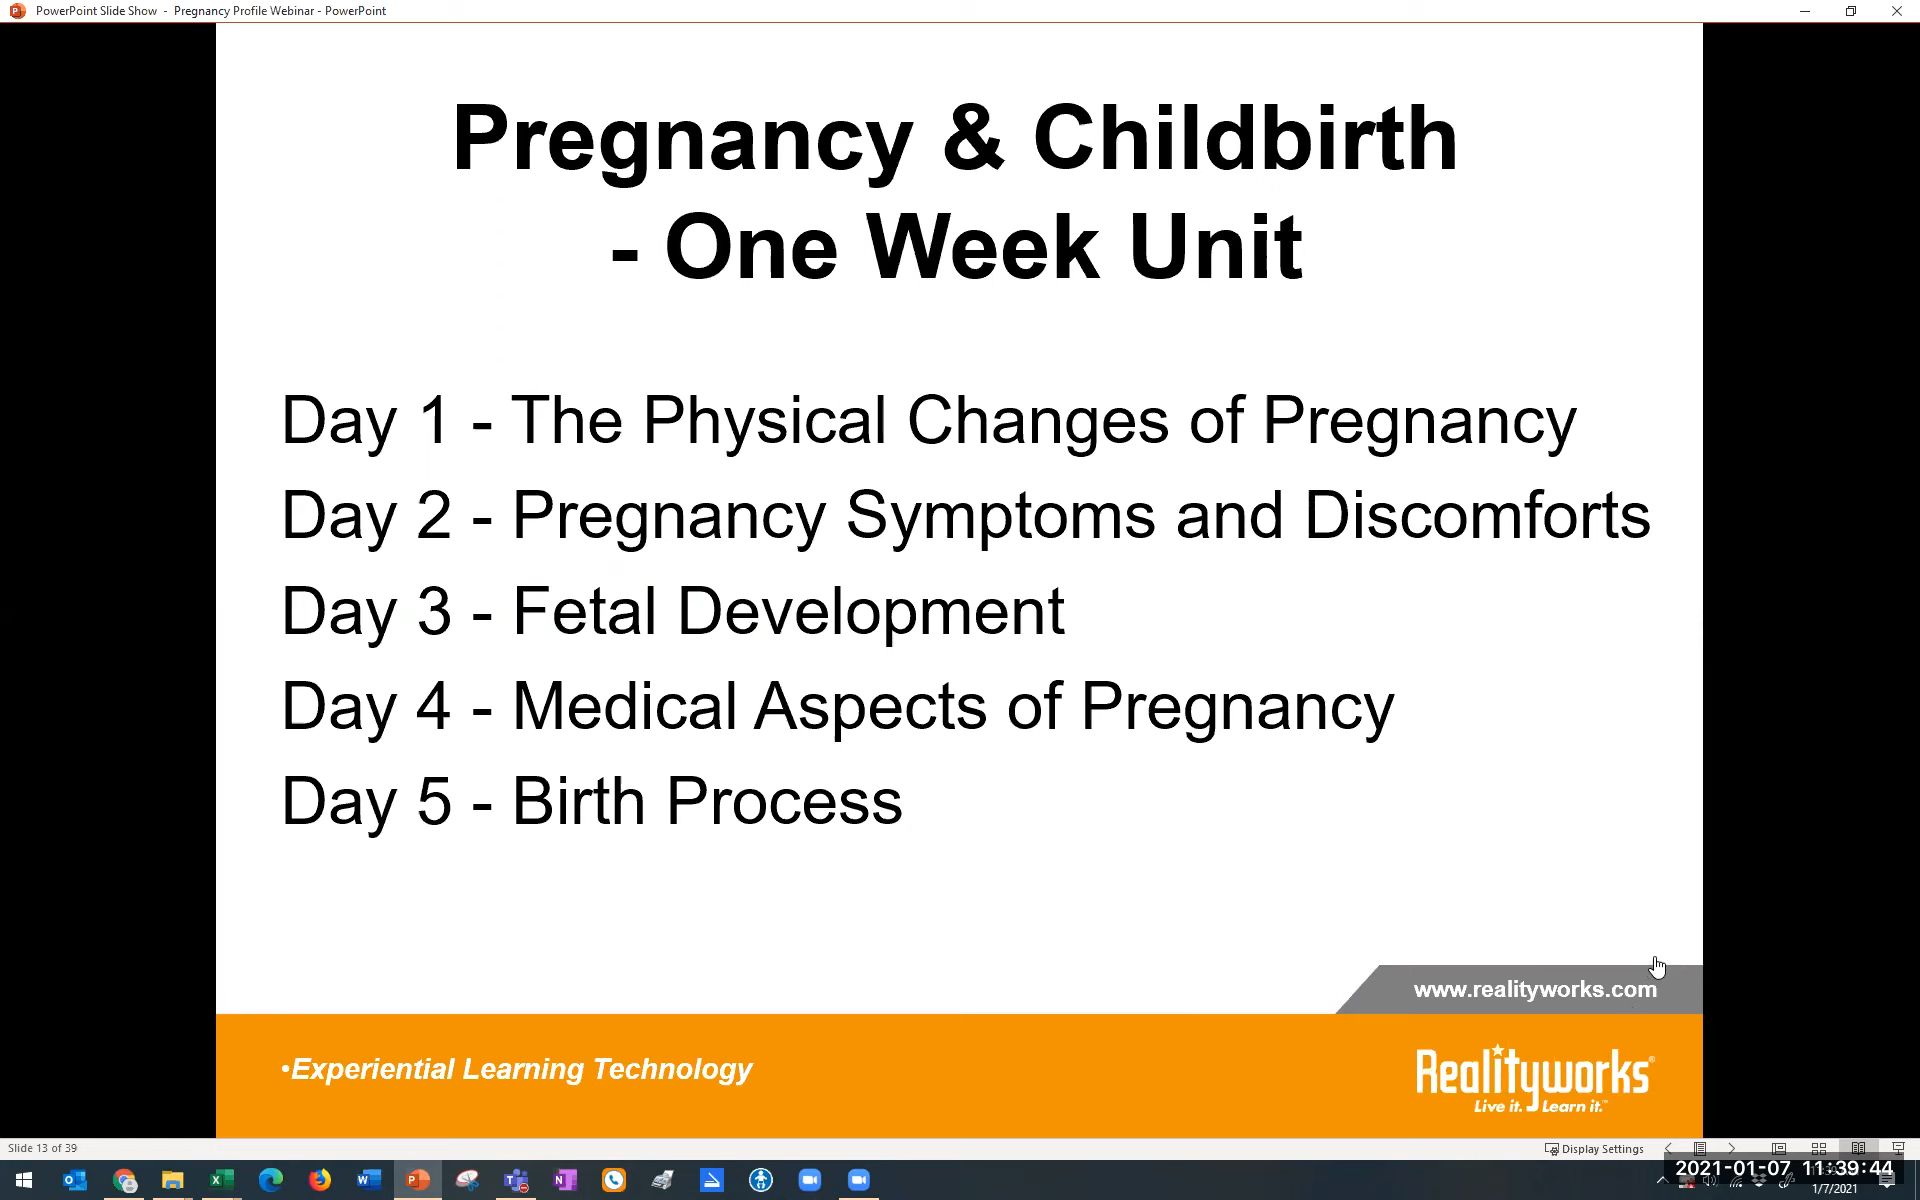 PowerPoint Slide Show - Pregnancy Profile Webinar - PowerPoint
Pregnancy & Childbirth
- One Week Unit
Day 1 - The Physical Changes of Pregnancy
Day 2 - Pregnancy Symptoms and Discomforts
Day 3 - Fetal Development
Day 4 - Medical Aspects of Pregnancy
Day 5 - Birth Process
www.realityworks.com
•Experiential Learning Technology
Realityworks®
Live it. Learn it.™
Slide 13 of 39
Display Settings
2021-01-07 11:39:44
1/7/2021